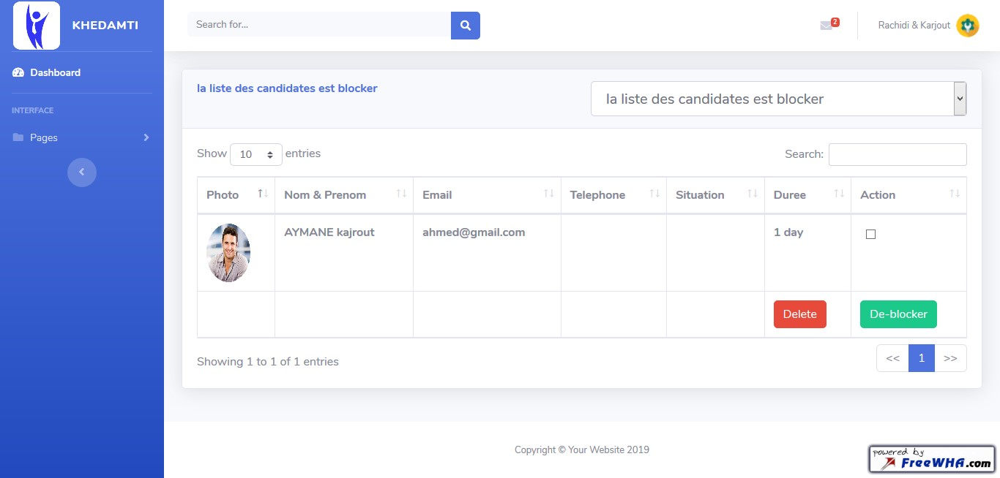 KHEDAMTI
Search for...
2
Rachidi & Karjout
Dashboard
INTERFACE
Pages
la liste des candidates est blocker
la liste des candidates est blocker
Show 10 entries
Search:
Photo Nom & Prenom Email Telephone Situation Duree Action
AYMANE kajrout ahmed@gmail.com 1 day
Delete De-blocker
Showing 1 to 1 of 1 entries
<< 1 >>
Copyright © Your Website 2019
powered by
FreeWHA.com